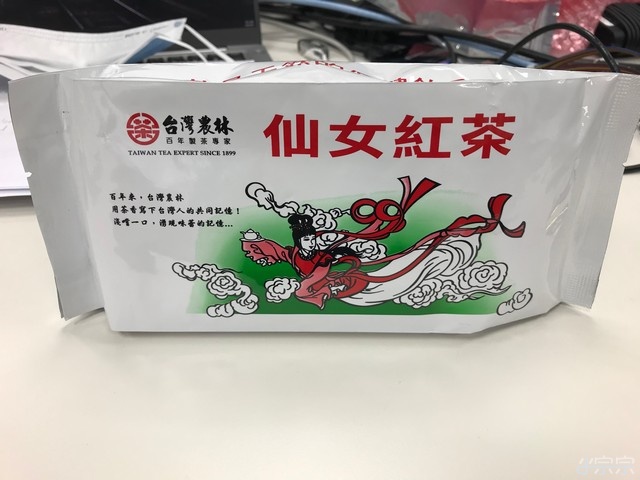 台灣農林
百年製茶專家
TAIWAN TEA EXPERT SINCE 1899
仙女紅茶
百年來，台灣農林
用茶香寫下台灣人的共同記憶！
淺嚐一口，湧現味蕾的記憶...